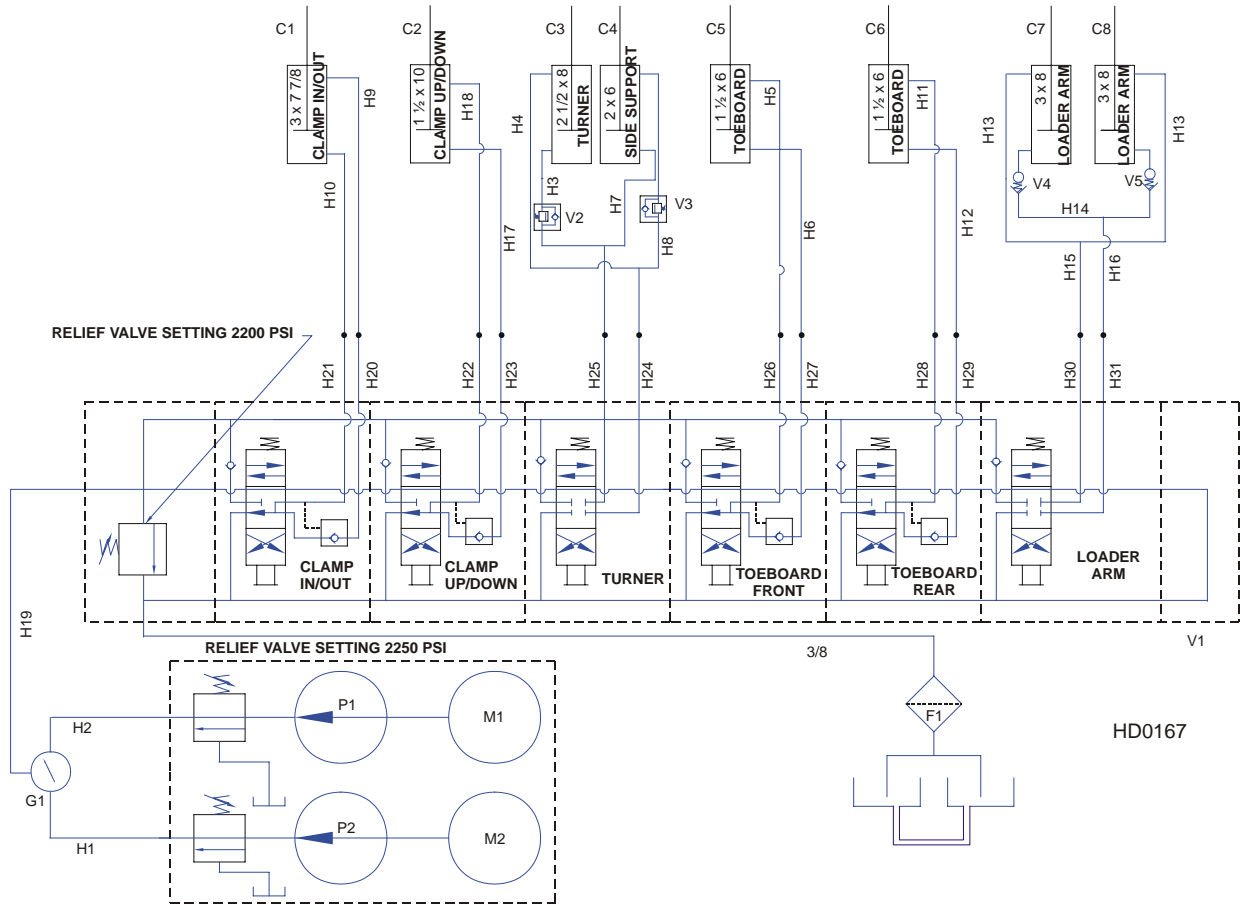 C1
C2
C3
C4
C5
C6
C7
C8
3 x 7 7/8
CLAMP IN/OUT
H9
H10
1 ½ x 10
CLAMP UP/DOWN
H18
H17
H4
2 1/2 x 8
TURNER
2 x 6
SIDE SUPPORT
H3
V2
H7
V3
H8
1 ½ x 6
TOEBOARD
H5
H6
1 ½ x 6
TOEBOARD
H11
H12
H13
3 x 8
LOADER ARM
3 x 8
LOADER ARM
H13
V4
V5
H14
H15
H16
RELIEF VALVE SETTING 2200 PSI
H21
H20
H22
H23
H25
H24
H26
H27
H28
H29
H30
H31
CLAMP
IN/OUT
CLAMP
UP/DOWN
TURNER
TOEBOARD
FRONT
TOEBOARD
REAR
LOADER
ARM
H19
RELIEF VALVE SETTING 2250 PSI
3/8
V1
P1
M1
H2
F1
HD0167
G1
P2
M2
H1